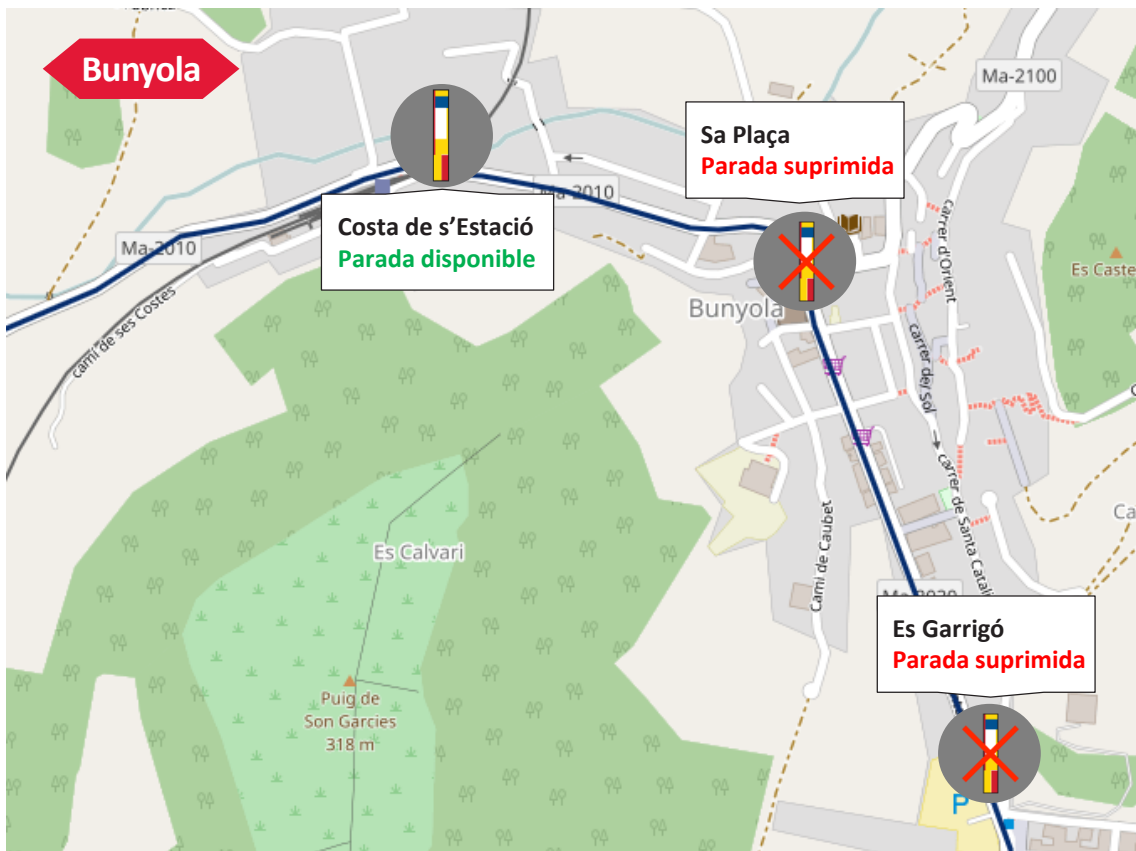 Bunyola
Ma-2100
Sa Plaça
Parada suprimida
Ma-2010
Costa de s’Estació
Parada disponible
Ma-2010
carrer d'Orient
Es Caste
camí de ses Costes
Bunyola
carrer del Sol
carrer de Santa Catali
Es Calvari
Camí de Caubet
Ca
Es Garrigó
Parada suprimida
Puig de
Son Garcies
318 m
P